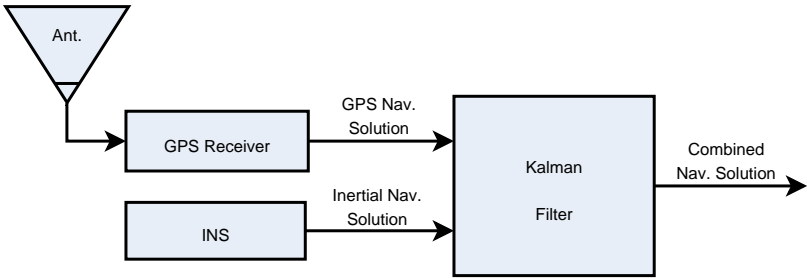 Ant.
GPS Receiver
GPS Nav.
Solution
INS
Inertial Nav.
Solution
Kalman
Filter
Combined
Nav. Solution